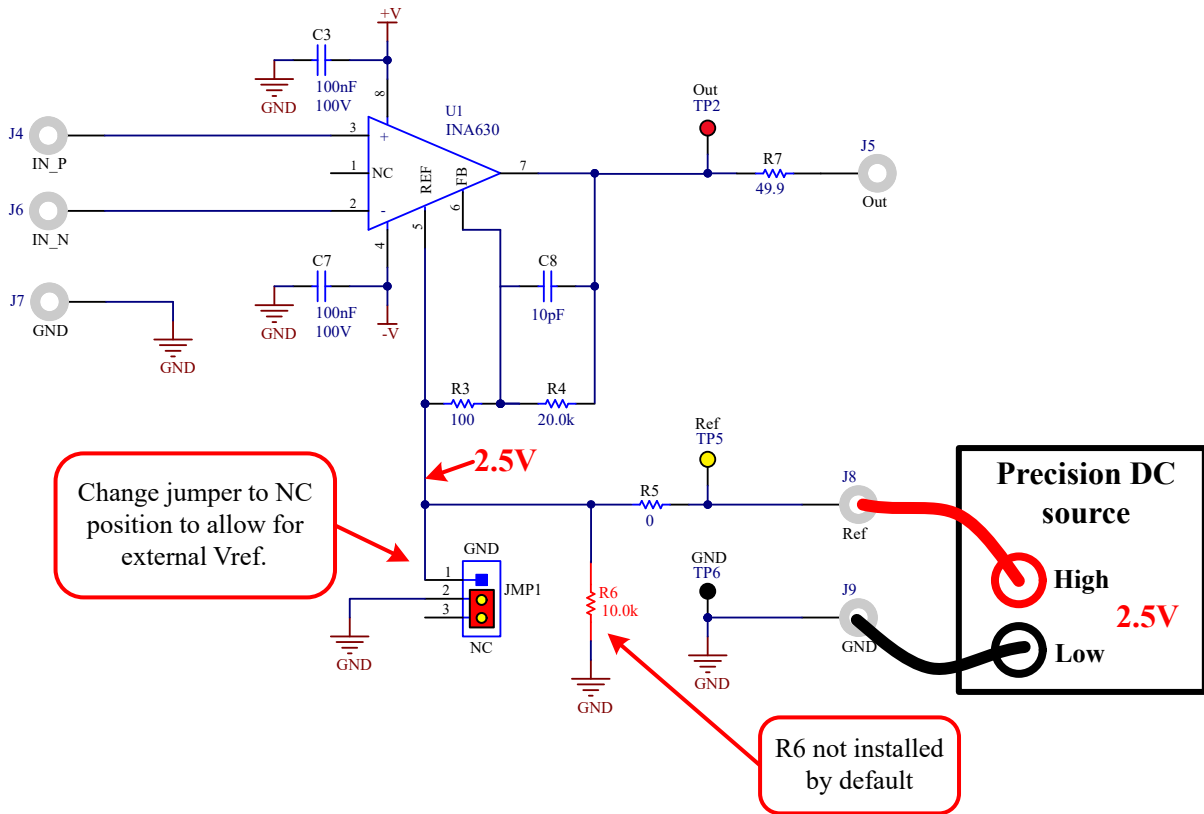 +V
C3
100nF
100V
GND
8
U1
INA630
Out
TP2
J4
IN_P
3
+
1
NC
REF
FB
7
R7
49.9
J5
Out
J6
IN_N
2
-
4
5
6
C7
100nF
100V
GND
-V
C8
10pF
J7
GND
GND
R3
100
R4
20.0k
2.5V
Ref
TP5
R5
0
J8
Ref
Change jumper to NC
position to allow for
external Vref.
GND
1
2
3
JMP1
NC
GND
R6
10.0k
GND
GND
TP6
GND
J9
GND
Precision DC
source
High
2.5V
Low
R6 not installed
by default